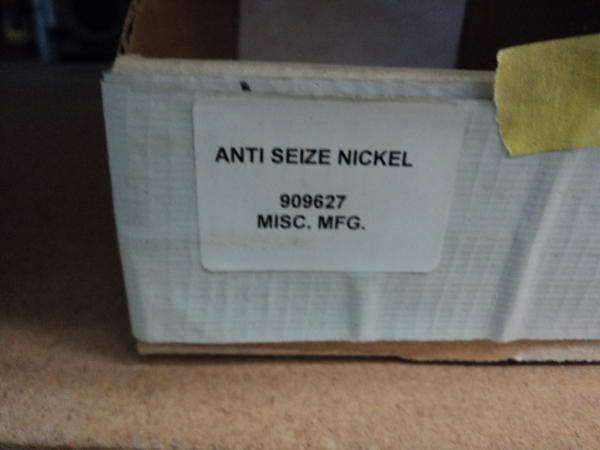 ANTI SEIZE NICKEL
909627
MISC. MFG.